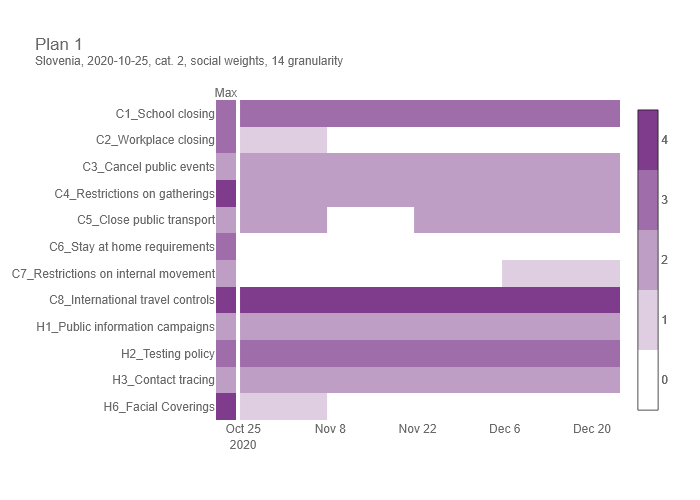 Plan 1
Slovenia, 2020-10-25, cat. 2, social weights, 14 granularity
Max
C1_School closing
C2_Workplace closing
C3_Cancel public events
C4_Restrictions on gatherings
C5_Close public transport
C6_Stay at home requirements
C7_Restrictions on internal movement
C8_International travel controls
H1_Public information campaigns
H2_Testing policy
H3_Contact tracing
H6_Facial Coverings
Oct 25 Nov 8 Nov 22 Dec 6 Dec 20
2020
4
3
2
1
0